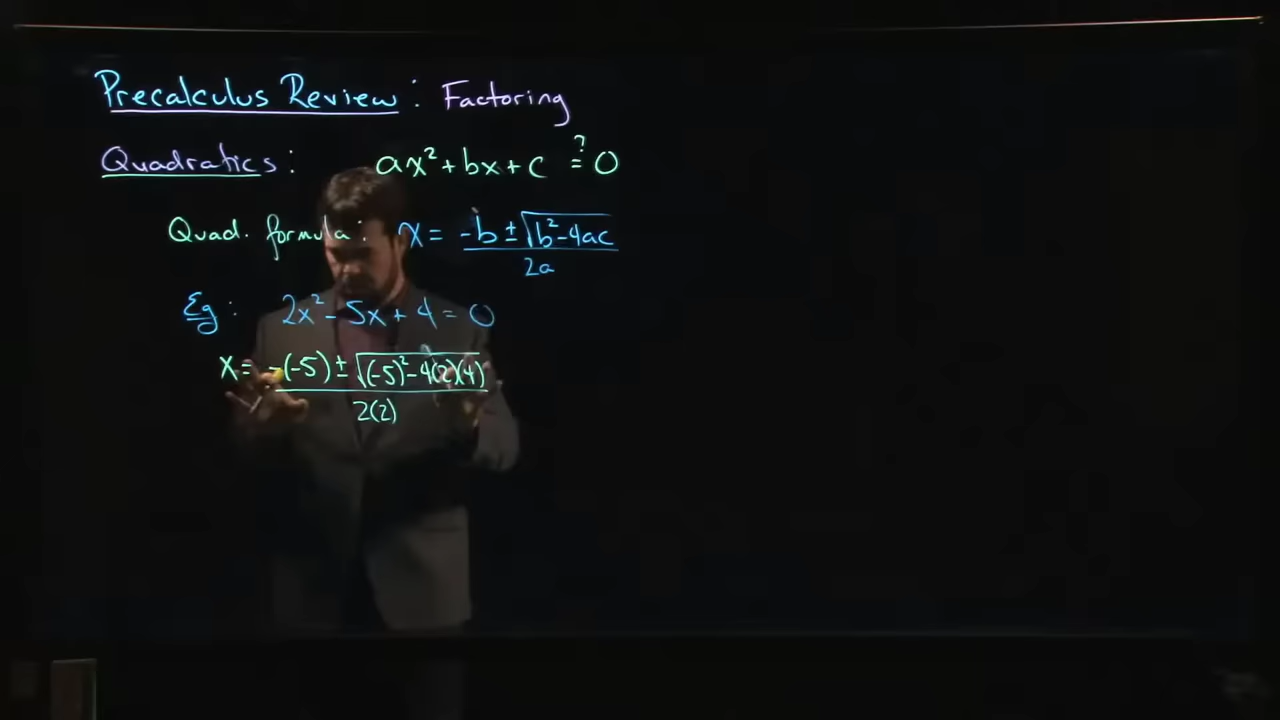 Precalculus Review: Factoring
Quadratics: ax²+bx+c ≟ 0
Quad. formula: x = (-b ± √(b²-4ac))/(2a)
Eg: 2x² - 5x + 4 = 0
x = (-(-5) ± √((-5)²-4(2)(4)))/(2(2))